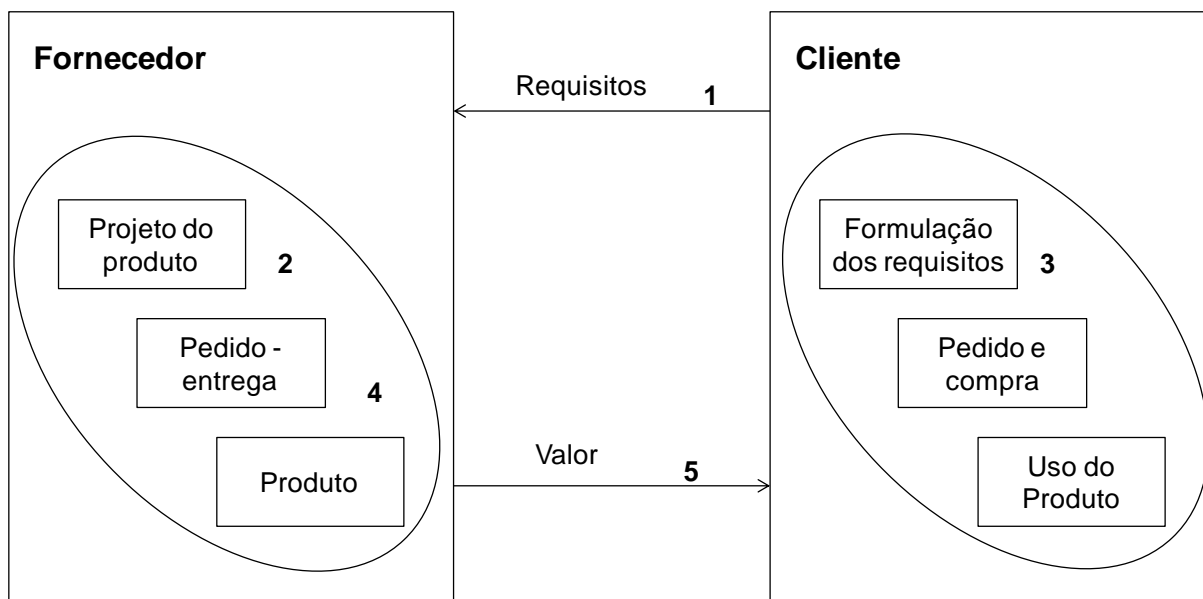 Fornecedor
Cliente
Requisitos 1
Projeto do
produto
2
Formulação
dos requisitos
3
Pedido -
entrega
4
Pedido e
compra
Produto
Valor 5
Uso do
Produto